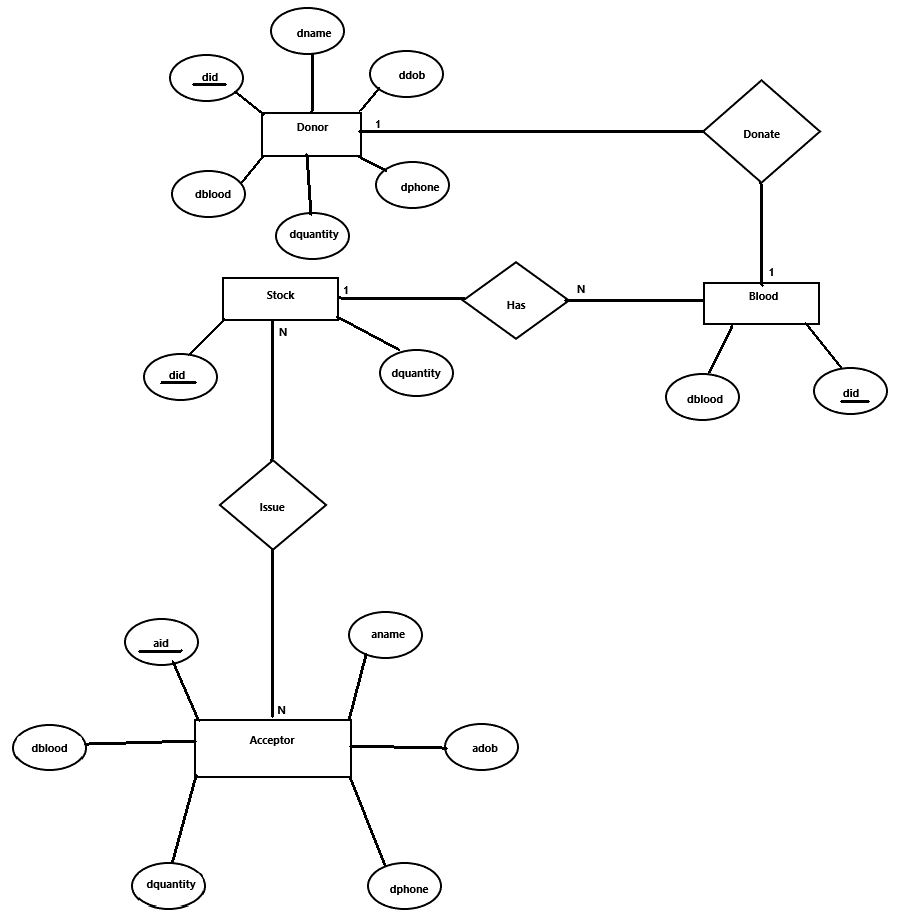 dname
did
ddob
Donor
1
Donate
dblood
dphone
dquantity
1
Stock
1
Has
N
Blood
N
did
dquantity
dblood
did
Issue
aid
aname
N
Acceptor
dblood
adob
dquantity
dphone